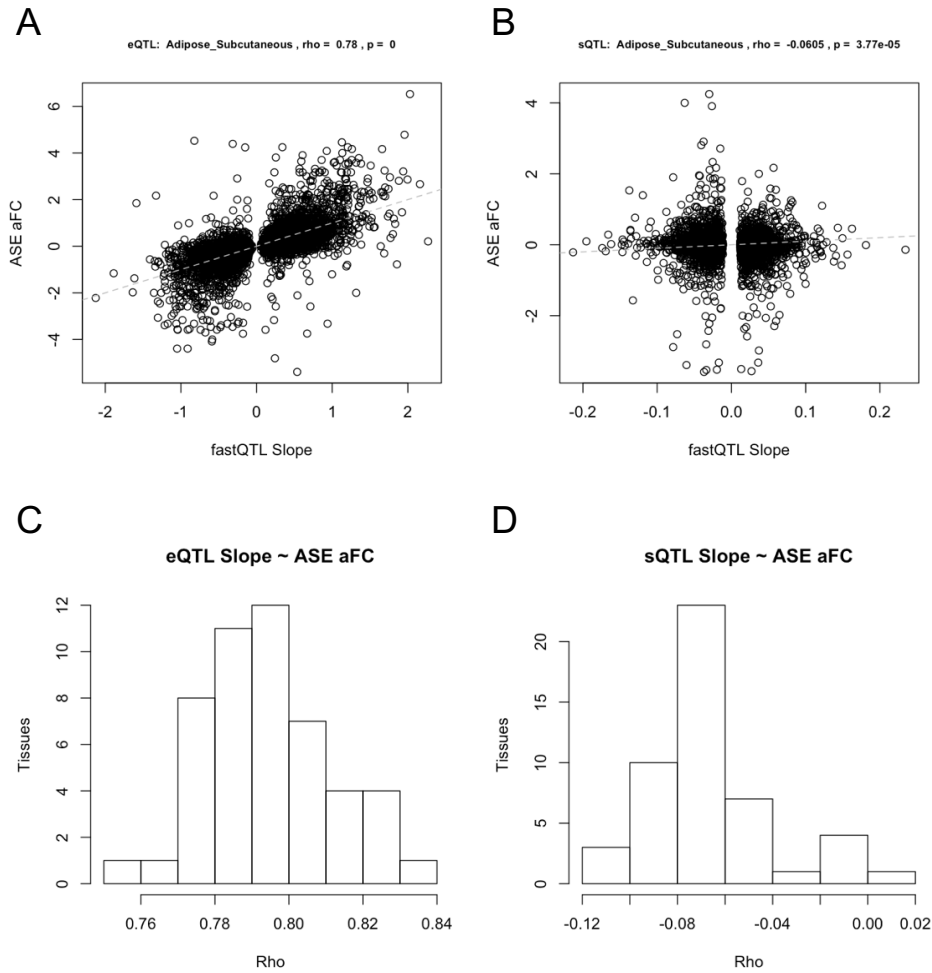 A
eQTL: Adipose_Subcutaneous , rho = 0.78 , p = 0
6
4
2
0
-2
-4
ASE aFC
-2 -1 0 1 2
fastQTL Slope
B
sQTL: Adipose_Subcutaneous , rho = -0.0605 , p = 3.77e-05
4
2
0
-2
ASE aFC
-0.2 -0.1 0.0 0.1 0.2
fastQTL Slope
C
eQTL Slope ~ ASE aFC
12
10
8
6
4
2
0
Tissues
0.76 0.78 0.80 0.82 0.84
Rho
D
sQTL Slope ~ ASE aFC
20
15
10
5
0
Tissues
-0.12 -0.08 -0.04 0.00 0.02
Rho